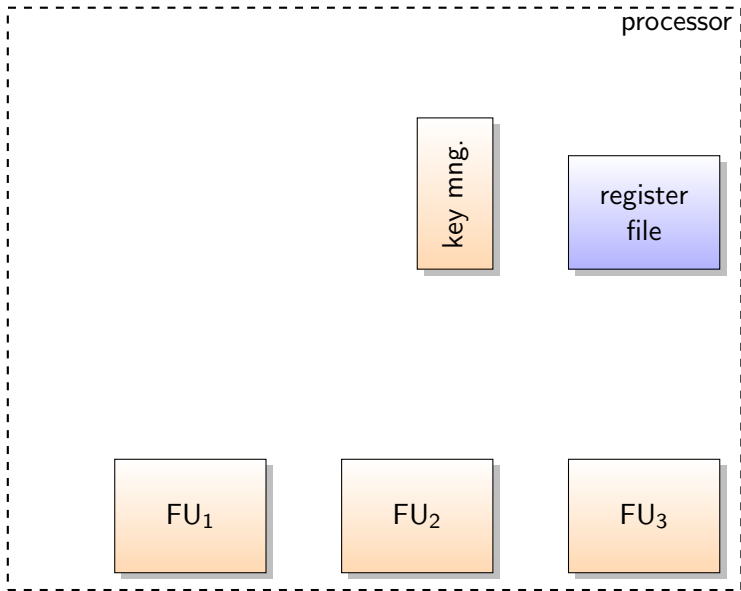 processor
key mng.
register
file
FU₁
FU₂
FU₃